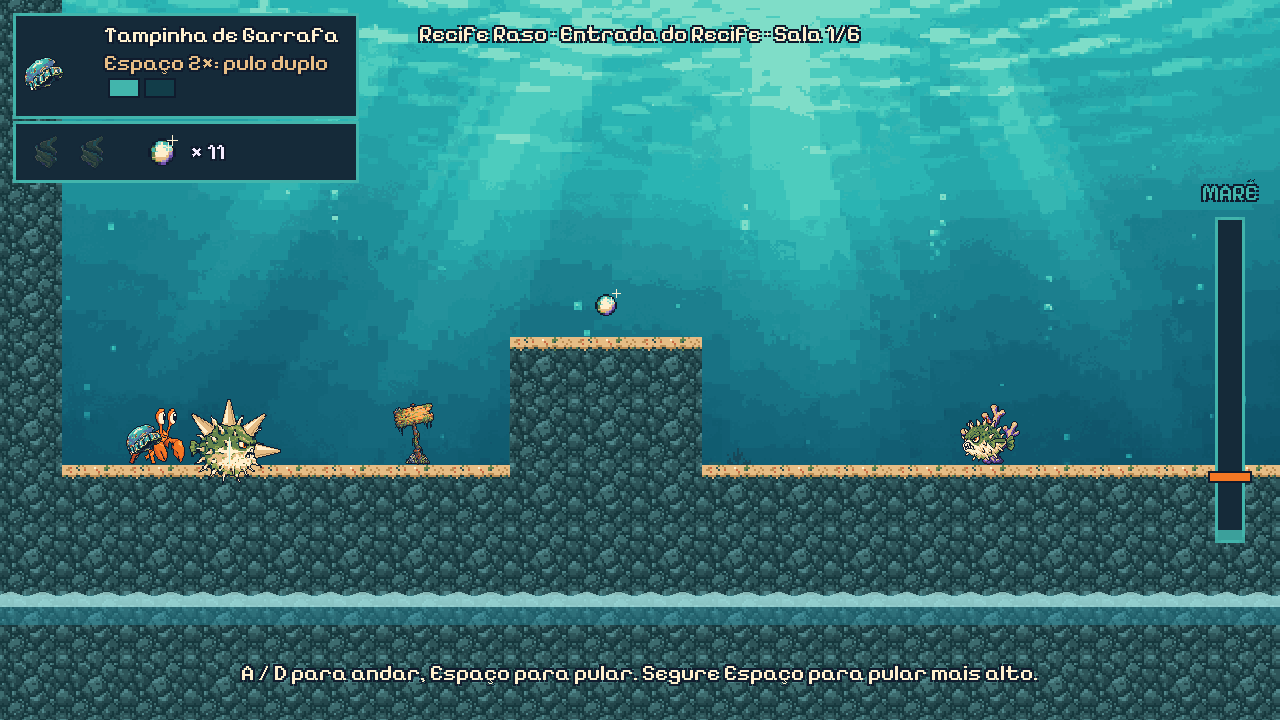 Tampinha de Garrafa
Espaço 2×: pulo duplo
× 11
Recife Raso · Entrada do Recife · Sala 1/6
MARÉ
A / D para andar, Espaço para pular. Segure Espaço para pular mais alto.